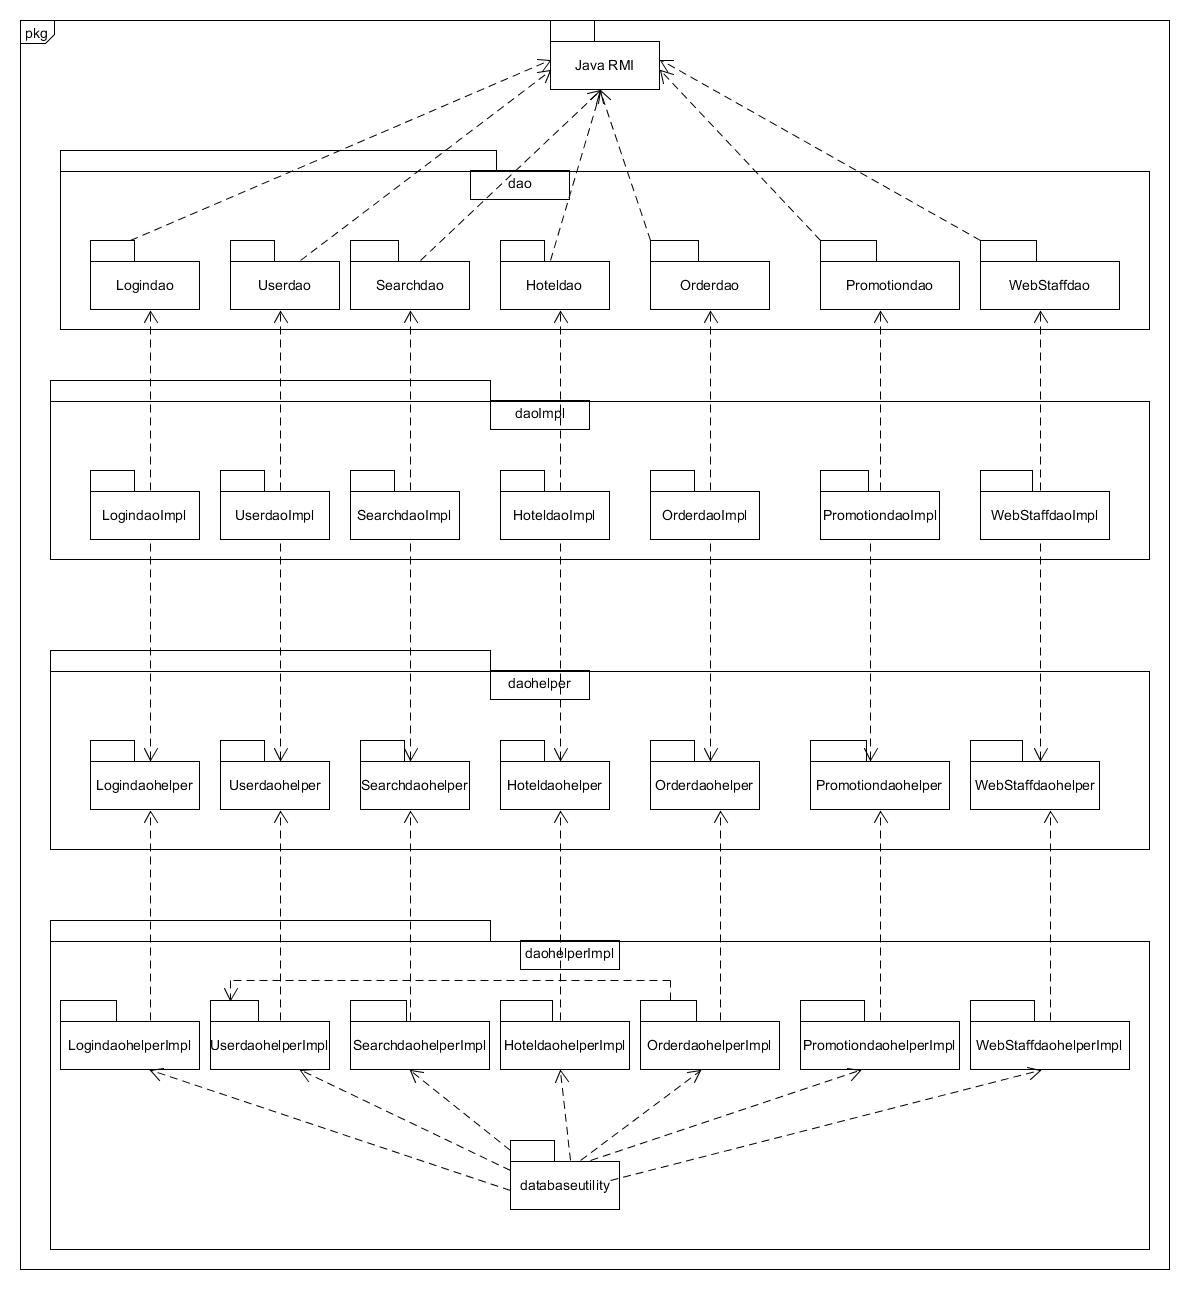 pkg
Java RMI
dao
Logindao
Userdao
Searchdao
Hoteldao
Orderdao
Promotiondao
WebStaffdao
daoImpl
LogindaoImpl
UserdaoImpl
SearchdaoImpl
HoteldaoImpl
OrderdaoImpl
PromotiondaoImpl
WebStaffdaoImpl
daohelper
Logindaohelper
Userdaohelper
Searchdaohelper
Hoteldaohelper
Orderdaohelper
Promotiondaohelper
WebStaffdaohelper
daohelperImpl
LogindaohelperImpl
UserdaohelperImpl
SearchdaohelperImpl
HoteldaohelperImpl
OrderdaohelperImpl
PromotiondaohelperImpl
WebStaffdaohelperImpl
databaseutility